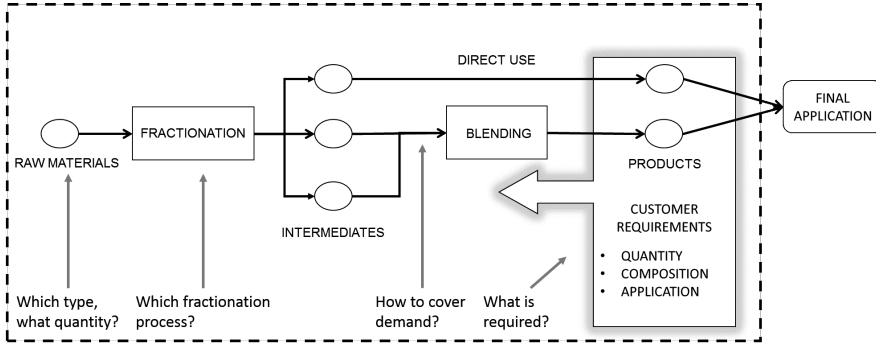 DIRECT USE
RAW MATERIALS
FRACTIONATION
INTERMEDIATES
BLENDING
PRODUCTS
FINAL
APPLICATION
CUSTOMER
REQUIREMENTS
• QUANTITY
• COMPOSITION
• APPLICATION
Which type,
what quantity?
Which fractionation
process?
How to cover
demand?
What is
required?